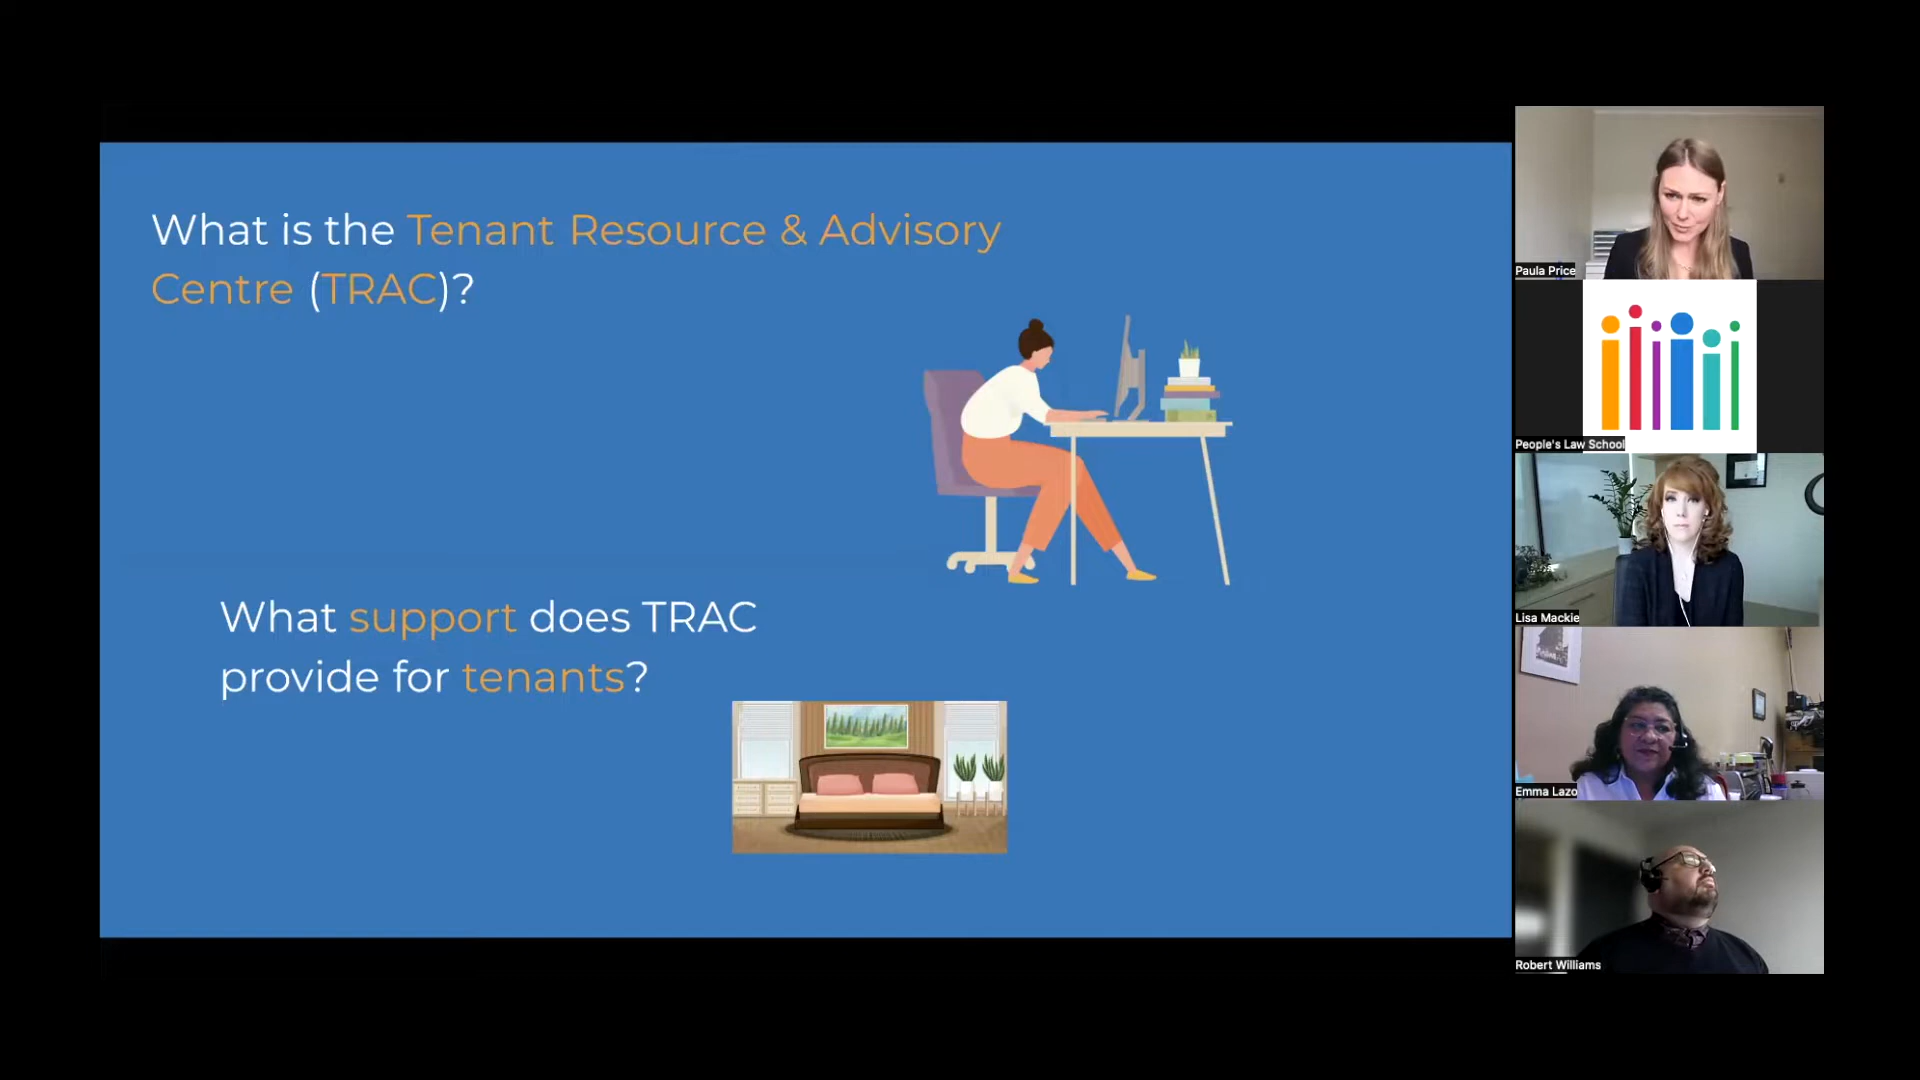 What is the Tenant Resource & Advisory
Centre (TRAC)?
What support does TRAC
provide for tenants?
Paula Price
People's Law School
Lisa Mackie
Emma Lazo
Robert Williams